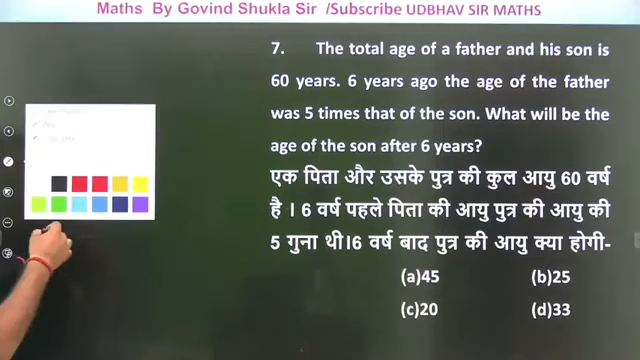 Maths By Govind Shukla Sir /Subscribe UDBHAV SIR MATHS
7. The total age of a father and his son is
60 years. 6 years ago the age of the father
was 5 times that of the son. What will be the
age of the son after 6 years?
एक पिता और उसके पुत्र की कुल आयु 60 वर्ष
है । 6 वर्ष पहले पिता की आयु पुत्र की आयु की
5 गुना थी।6 वर्ष बाद पुत्र की आयु क्या होगी-
(a)45 (b)25
(c)20 (d)33